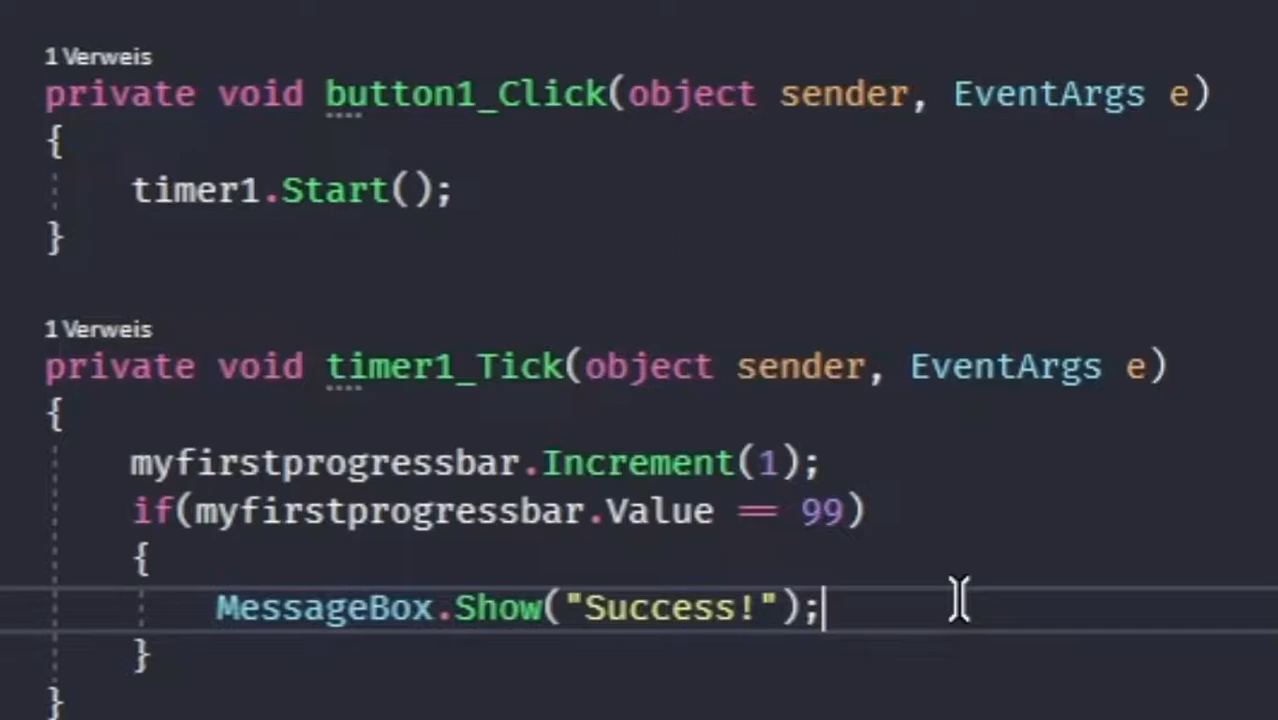 1 Verweis
private void button1_Click(object sender, EventArgs e)
{
timer1.Start();
}
1 Verweis
private void timer1_Tick(object sender, EventArgs e)
{
myfirstprogressbar.Increment(1);
if(myfirstprogressbar.Value == 99)
{
MessageBox.Show("Success!");
}
}